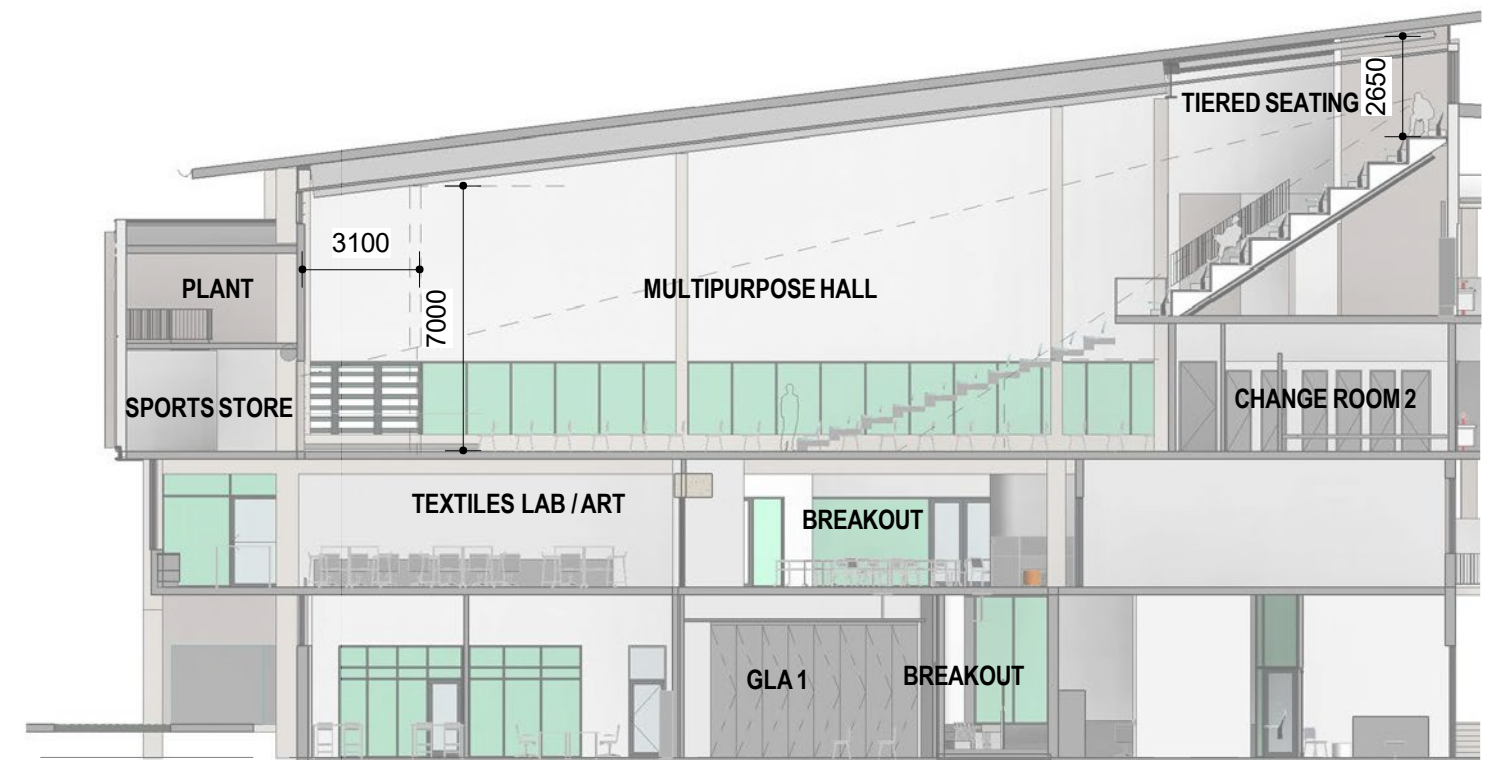 TIERED SEATING
2650
3100
PLANT
MULTIPURPOSE HALL
7000
SPORTS STORE
CHANGE ROOM 2
TEXTILES LAB / ART
BREAKOUT
GLA 1
BREAKOUT